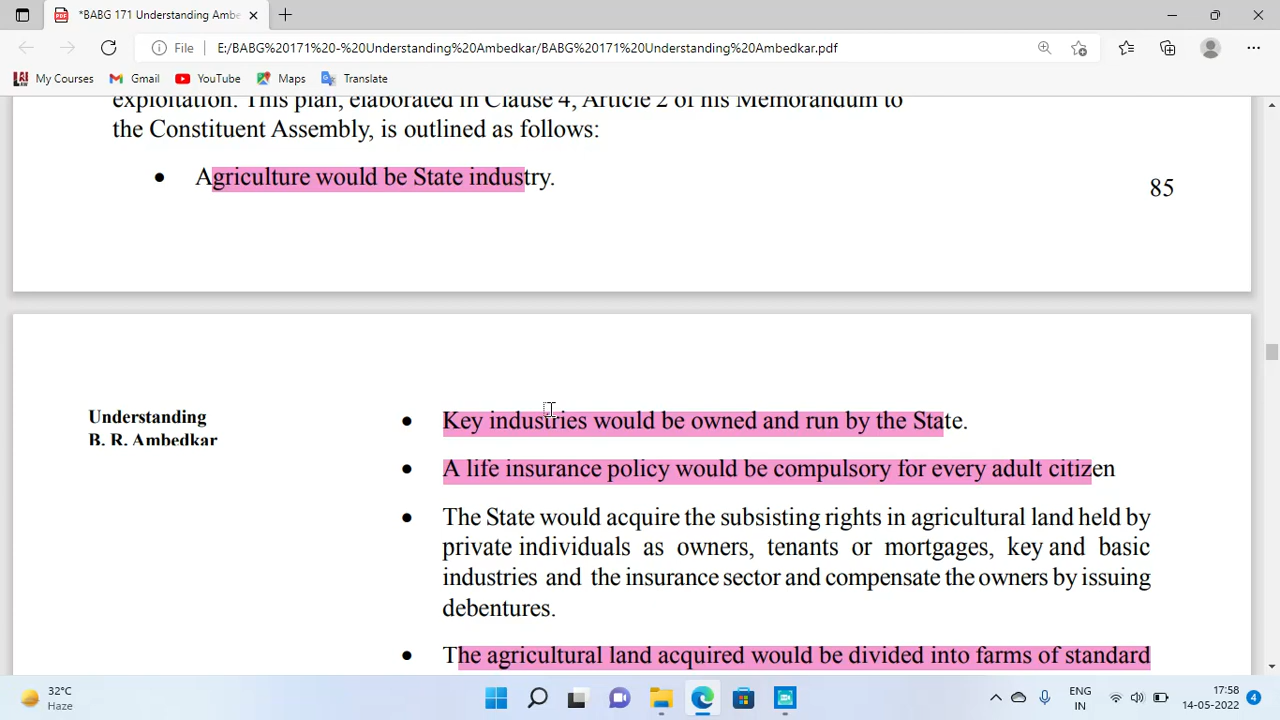 *BABG 171 Understanding Ambe
File E:/BABG%20171%20-%20Understanding%20Ambedkar/BABG%20171%20Understanding%20Ambedkar.pdf
My Courses Gmail YouTube Maps Translate
exploitation. This plan, elaborated in Clause 4, Article 2 of his Memorandum to
the Constituent Assembly, is outlined as follows:
• Agriculture would be State industry.
85
Understanding
B. R. Ambedkar
• Key industries would be owned and run by the State.
• A life insurance policy would be compulsory for every adult citizen
• The State would acquire the subsisting rights in agricultural land held by
private individuals as owners, tenants or mortgages, key and basic
industries and the insurance sector and compensate the owners by issuing
debentures.
• The agricultural land acquired would be divided into farms of standard
32°C
Haze
ENG
IN
17:58
14-05-2022
4